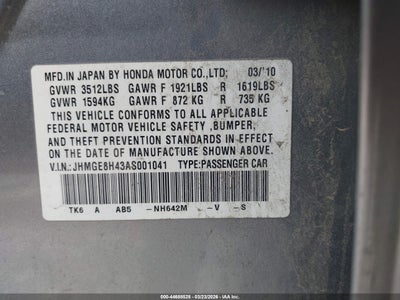 MFD.IN JAPAN BY HONDA MOTOR CO.,LTD. 03/'10
GVWR 3512LBS GAWR F 1921LBS R 1619LBS
GVWR 1594KG GAWR F 872 KG R 735 KG
THIS VEHICLE CONFORMS TO ALL APPLICABLE
FEDERAL MOTOR VEHICLE SAFETY ,BUMPER,
AND THEFT PREVENTION STANDARDS IN EFFECT
ON THE DATE OF MANUFACTURE SHOWN ABOVE.
V.I.N.:JHMGE8H43AS001041 TYPE:PASSENGER CAR
TK6 A AB5 -NH642M -V -S
000-44688528 - 03/23/2026 - IAA Inc.